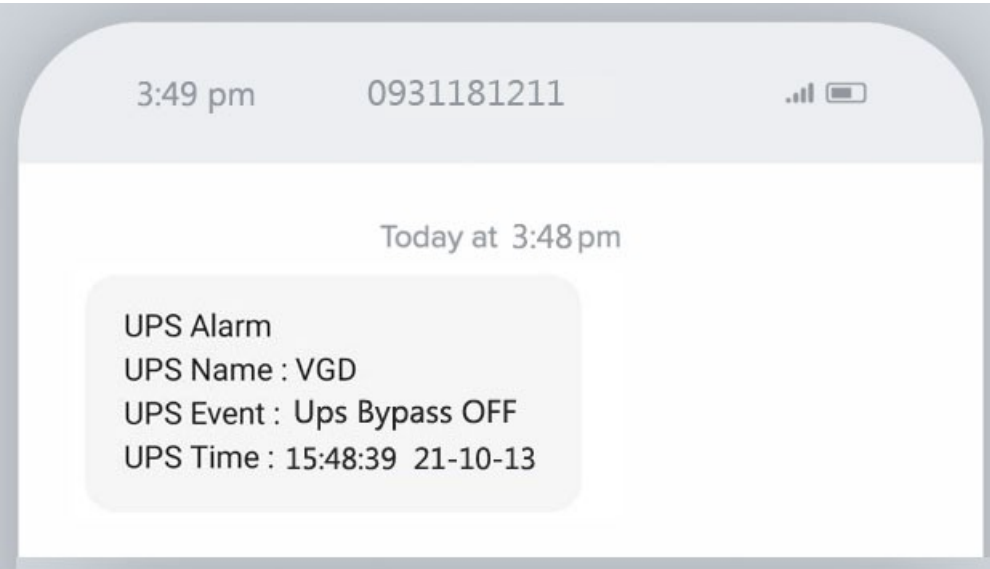 3:49 pm 0931181211
Today at 3:48 pm
UPS Alarm
UPS Name : VGD
UPS Event : Ups Bypass OFF
UPS Time : 15:48:39 21-10-13